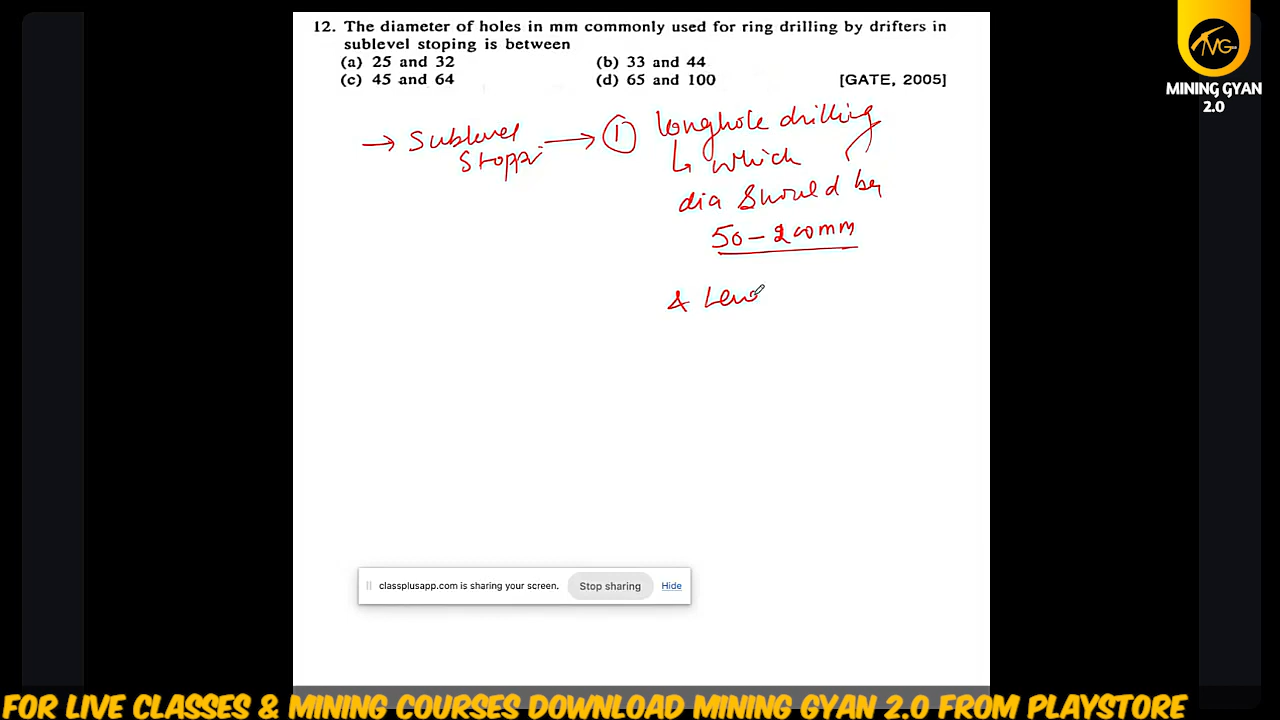 12. The diameter of holes in mm commonly used for ring drilling by drifters in
sublevel stoping is between
(a) 25 and 32 (b) 33 and 44
(c) 45 and 64 (d) 65 and 100 [GATE, 2005]
TMG
MINING GYAN
2.0
→ Sublevel → ① longhole drilling
↳ which
dia should be
50 - 200mm
& Len
classplusapp.com is sharing your screen. Stop sharing Hide
FOR LIVE CLASSES & MINING COURSES DOWNLOAD MINING GYAN 2.0 FROM PLAYSTORE